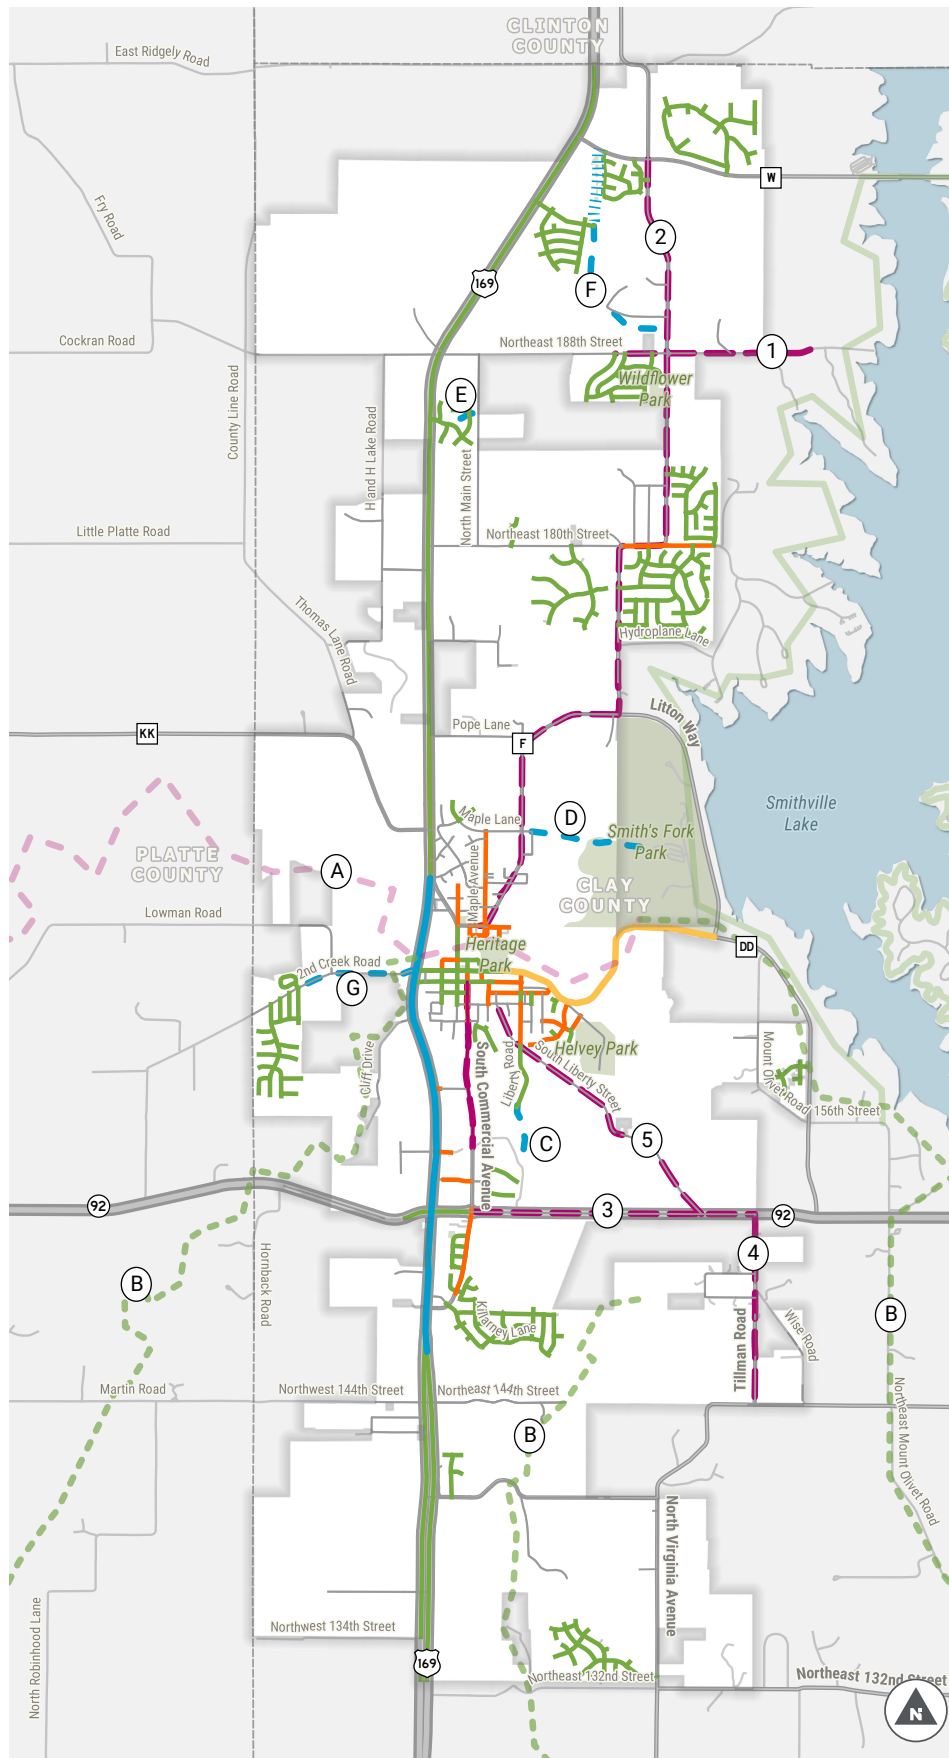 CLINTON
COUNTY
East Ridgely Road
W
Fry Road
2
169
F
Cockran Road
Northeast 188th Street
1
Wildflower
Park
County Line Road
E
H and H Lake Road
North Main Street
Little Platte Road
Northeast 180th Street
Thomas Lane Road
Hydroplane Lane
Litton Way
Pope Lane
KK
F
Smithville
Lake
Maple Lane
D
Smith's Fork
Park
PLATTE
COUNTY
A
Maple Avenue
CLAY
COUNTY
Lowman Road
Heritage
Park
DD
2nd Creek Road
G
Helvey Park
Cliff Drive
South Commercial Avenue
Liberty Road
South Liberty Street
Mount Olivet Road
156th Street
C
5
92
3
92
4
Hornback Road
B
B
Killarney Lane
Tillman Road
Wise Road
Martin Road
Northwest 144th Street
Northeast 144th Street
Northeast Mount Olivet Road
B
North Virginia Avenue
North Robinhood Lane
Northwest 134th Street
169
Northeast 132nd Street
Northeast 132nd Street
N